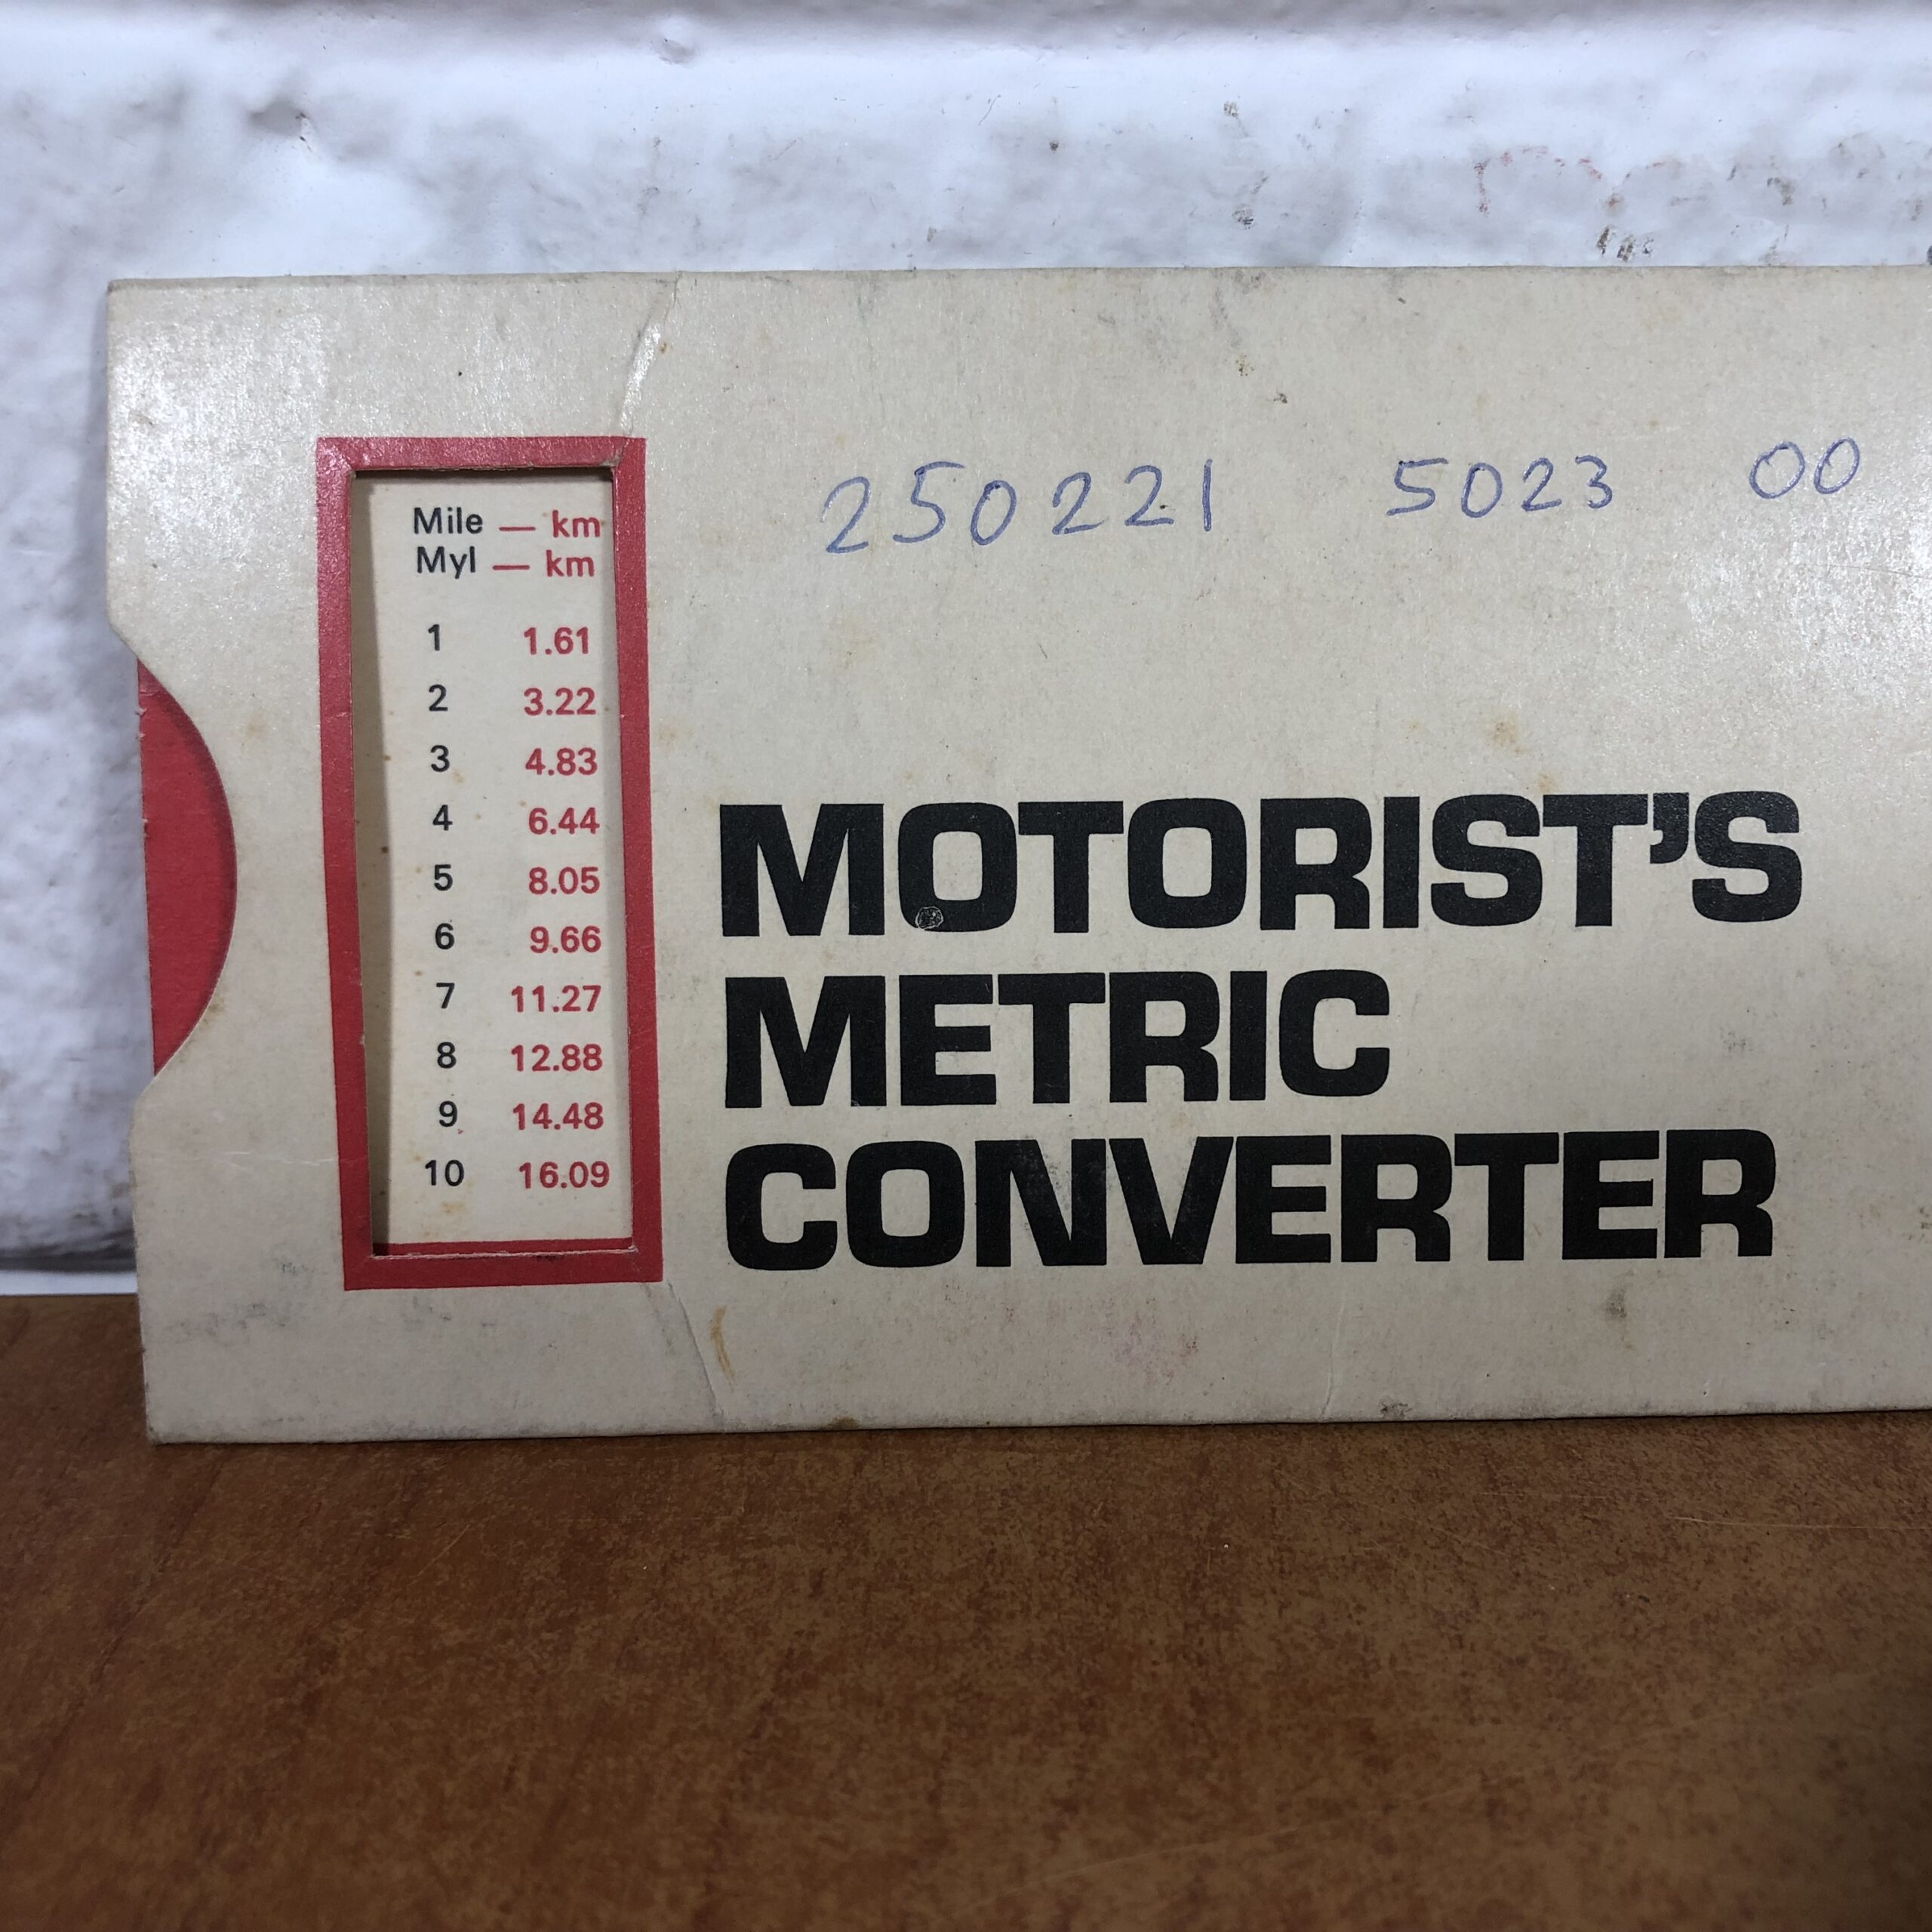 250221 5023 00
Mile — km
Myl — km
1 1.61
2 3.22
3 4.83
4 6.44
5 8.05
6 9.66
7 11.27
8 12.88
9 14.48
10 16.09
MOTORIST'S
METRIC
CONVERTER